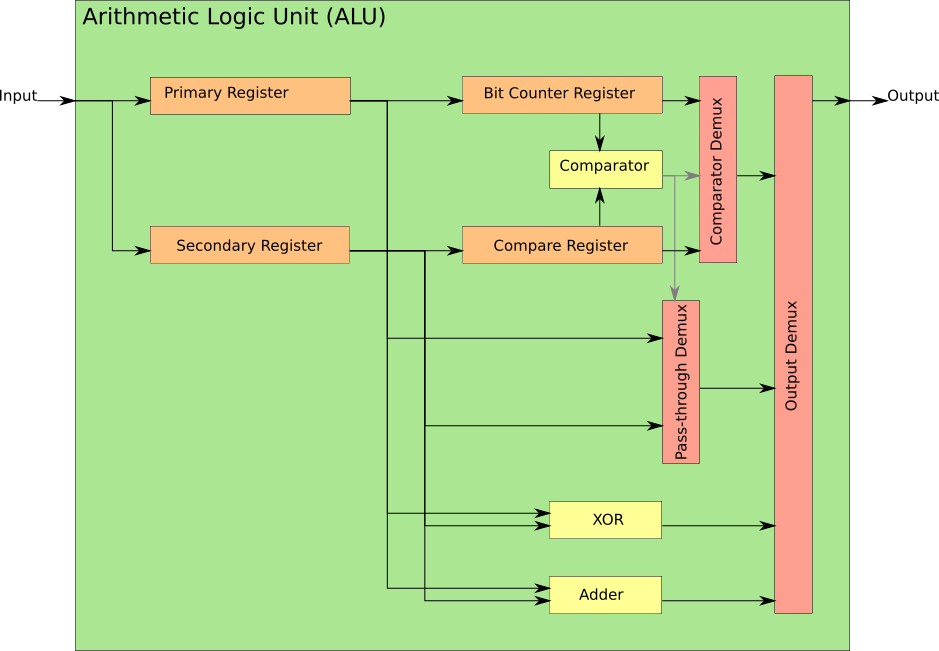 Arithmetic Logic Unit (ALU)
Input
Primary Register
Bit Counter Register
Comparator Demux
Output
Comparator
Secondary Register
Compare Register
Pass-through Demux
Output Demux
XOR
Adder